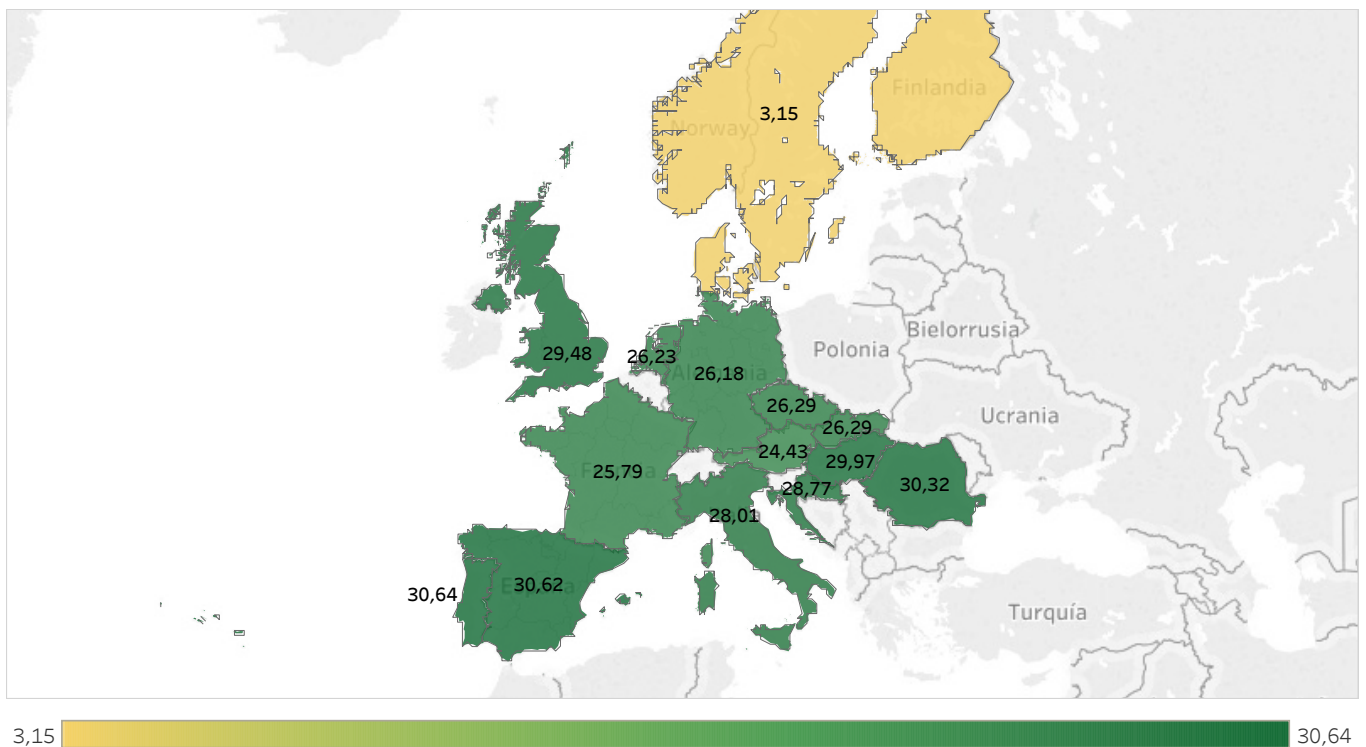 Finlandia
3,15
Norway
Bielorrusia
29,48
26,23
Polonia
Alemania
26,18
26,29
Ucrania
26,29
24,43
29,97
25,79
30,32
28,77
28,01
30,62
30,64
Turquía
3,15
30,64